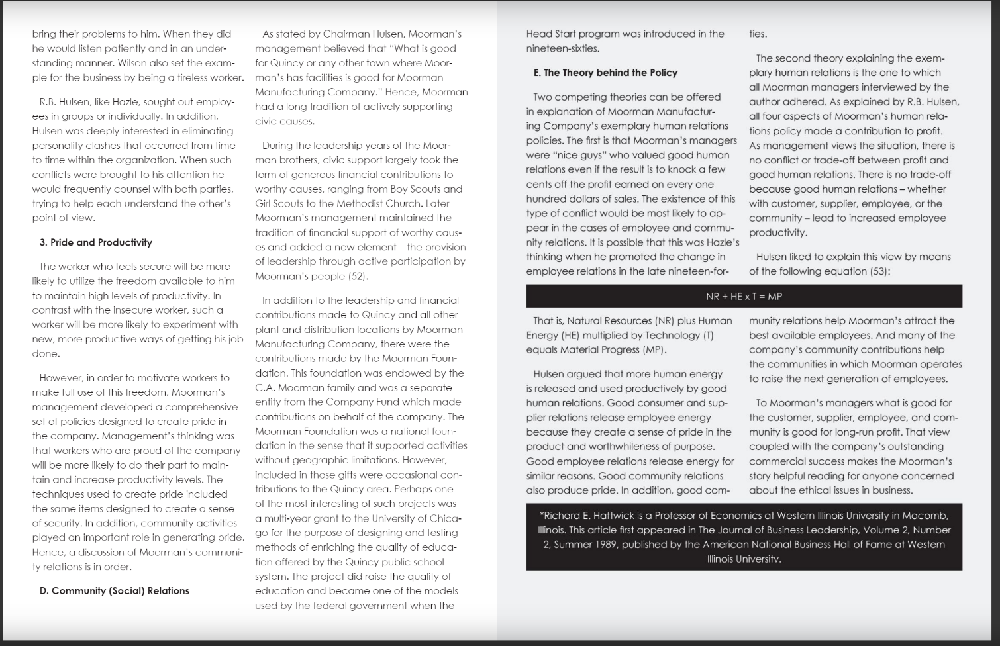 bring their problems to him. When they did
he would listen patiently and in an under-
standing manner. Wilson also set the exam-
ple for the business by being a tireless worker.
R.B. Hulsen, like Hazle, sought out employ-
ees in groups or individually. In addition,
Hulsen was deeply interested in eliminating
personality clashes that occurred from time
to time within the organization. When such
conflicts were brought to his attention he
would frequently counsel with both parties,
trying to help each understand the other's
point of view.
3. Pride and Productivity
The worker who feels secure will be more
likely to utilize the freedom available to him
to maintain high levels of productivity. In
contrast with the insecure worker, such a
worker will be more likely to experiment with
new, more productive ways of getting his job
done.
However, in order to motivate workers to
make full use of this freedom, Moorman's
management developed a comprehensive
set of policies designed to create pride in
the company. Management's thinking was
that workers who are proud of the company
will be more likely to do their part to main-
tain and increase productivity levels. The
techniques used to create pride included
the same items designed to create a sense
of security. In addition, community activities
played an important role in generating pride.
Hence, a discussion of Moorman's communi-
ty relations is in order.
D. Community (Social) Relations
As stated by Chairman Hulsen, Moorman's
management believed that “What is good
for Quincy or any other town where Moor-
man's has facilities is good for Moorman
Manufacturing Company.” Hence, Moorman
had a long tradition of actively supporting
civic causes.
During the leadership years of the Moor-
man brothers, civic support largely took the
form of generous financial contributions to
worthy causes, ranging from Boy Scouts and
Girl Scouts to the Methodist Church. Later
Moorman's management maintained the
tradition of financial support of worthy caus-
es and added a new element – the provision
of leadership through active participation by
Moorman's people (52).
In addition to the leadership and financial
contributions made to Quincy and all other
plant and distribution locations by Moorman
Manufacturing Company, there were the
contributions made by the Moorman Foun-
dation. This foundation was endowed by the
C.A. Moorman family and was a separate
entity from the Company Fund which made
contributions on behalf of the company. The
Moorman Foundation was a national foun-
dation in the sense that it supported activities
without geographic limitations. However,
included in those gifts were occasional con-
tributions to the Quincy area. Perhaps one
of the most interesting of such projects was
a multi-year grant to the University of Chica-
go for the purpose of designing and testing
methods of enriching the quality of educa-
tion offered by the Quincy public school
system. The project did raise the quality of
education and became one of the models
used by the federal government when the
Head Start program was introduced in the
nineteen-sixties.
E. The Theory behind the Policy
Two competing theories can be offered
in explanation of Moorman Manufactur-
ing Company's exemplary human relations
policies. The first is that Moorman's managers
were “nice guys” who valued good human
relations even if the result is to knock a few
cents off the profit earned on every one
hundred dollars of sales. The existence of this
type of conflict would be most likely to ap-
pear in the cases of employee and commu-
nity relations. It is possible that this was Hazle's
thinking when he promoted the change in
employee relations in the late nineteen-for-
ties.
The second theory explaining the exem-
plary human relations is the one to which
all Moorman managers interviewed by the
author adhered. As explained by R.B. Hulsen,
all four aspects of Moorman's human rela-
tions policy made a contribution to profit.
As management views the situation, there is
no conflict or trade-off between profit and
good human relations. There is no trade-off
because good human relations – whether
with customer, supplier, employee, or the
community – lead to increased employee
productivity.
Hulsen liked to explain this view by means
of the following equation (53):
NR + HE x T = MP
That is, Natural Resources (NR) plus Human
Energy (HE) multiplied by Technology (T)
equals Material Progress (MP).
Hulsen argued that more human energy
is released and used productively by good
human relations. Good consumer and sup-
plier relations release employee energy
because they create a sense of pride in the
product and worthwhileness of purpose.
Good employee relations release energy for
similar reasons. Good community relations
also produce pride. In addition, good com-
munity relations help Moorman's attract the
best available employees. And many of the
company's community contributions help
the communities in which Moorman operates
to raise the next generation of employees.
To Moorman's managers what is good for
the customer, supplier, employee, and com-
munity is good for long-run profit. That view
coupled with the company's outstanding
commercial success makes the Moorman's
story helpful reading for anyone concerned
about the ethical issues in business.
*Richard E. Hattwick is a Professor of Economics at Western Illinois University in Macomb,
Illinois. This article first appeared in The Journal of Business Leadership, Volume 2, Number
2, Summer 1989, published by the American National Business Hall of Fame at Western
Illinois University.